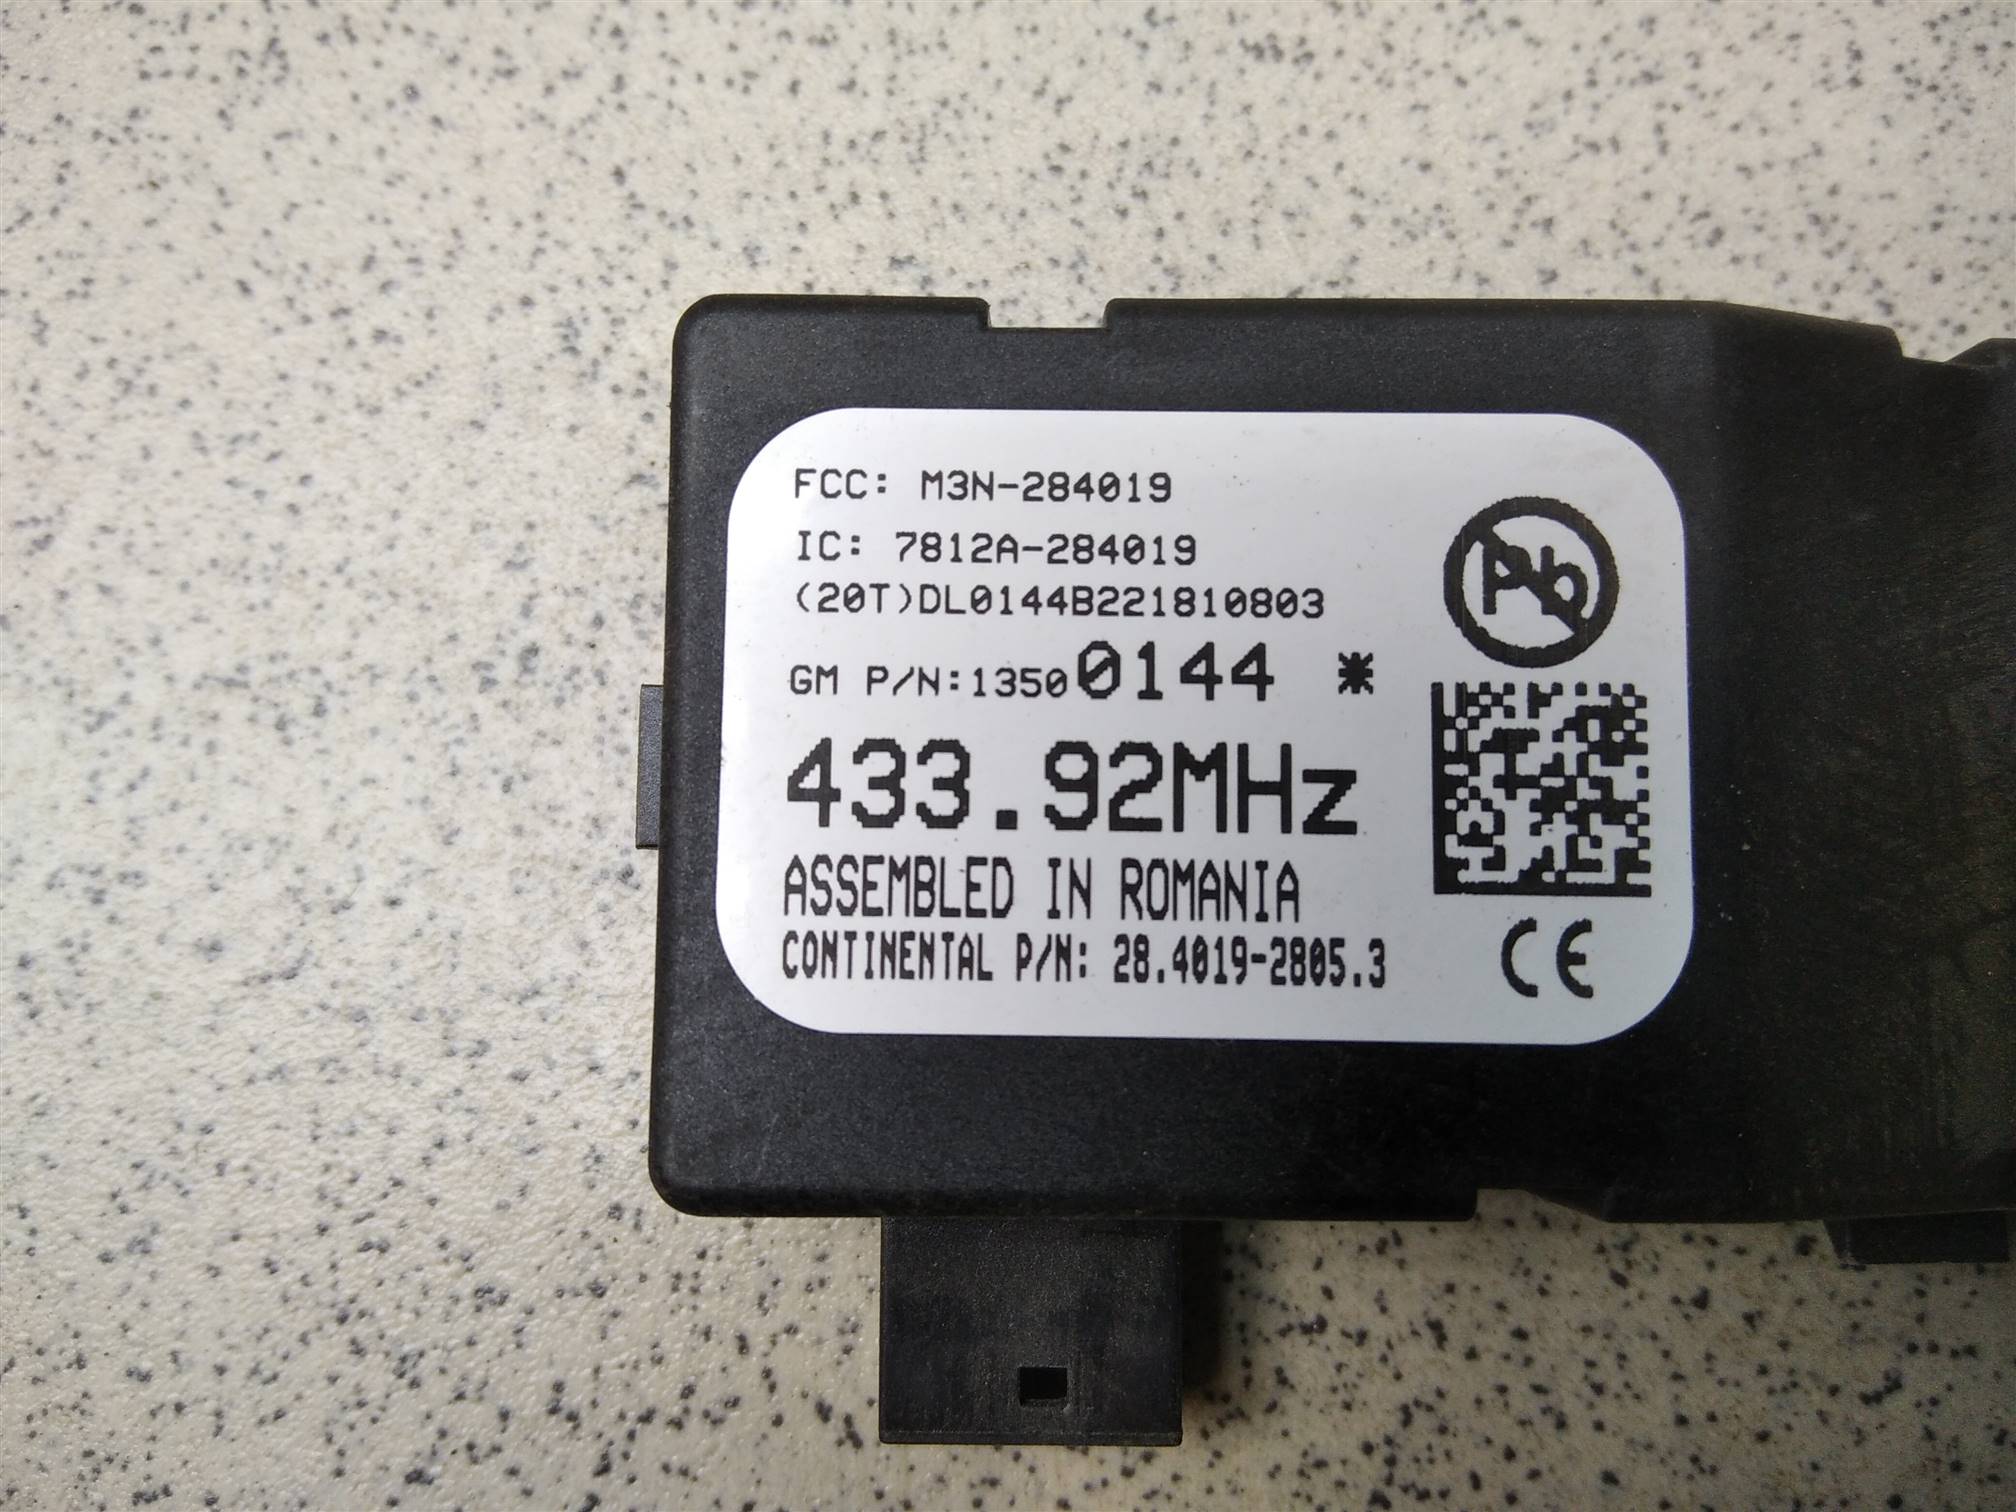 FCC: M3N-284019
IC: 7812A-284019
(20T)DL0144B221810803
GM P/N:13500144 *
433.92MHz
ASSEMBLED IN ROMANIA
CONTINENTAL P/N: 28.4019-2805.3
Pb
CE